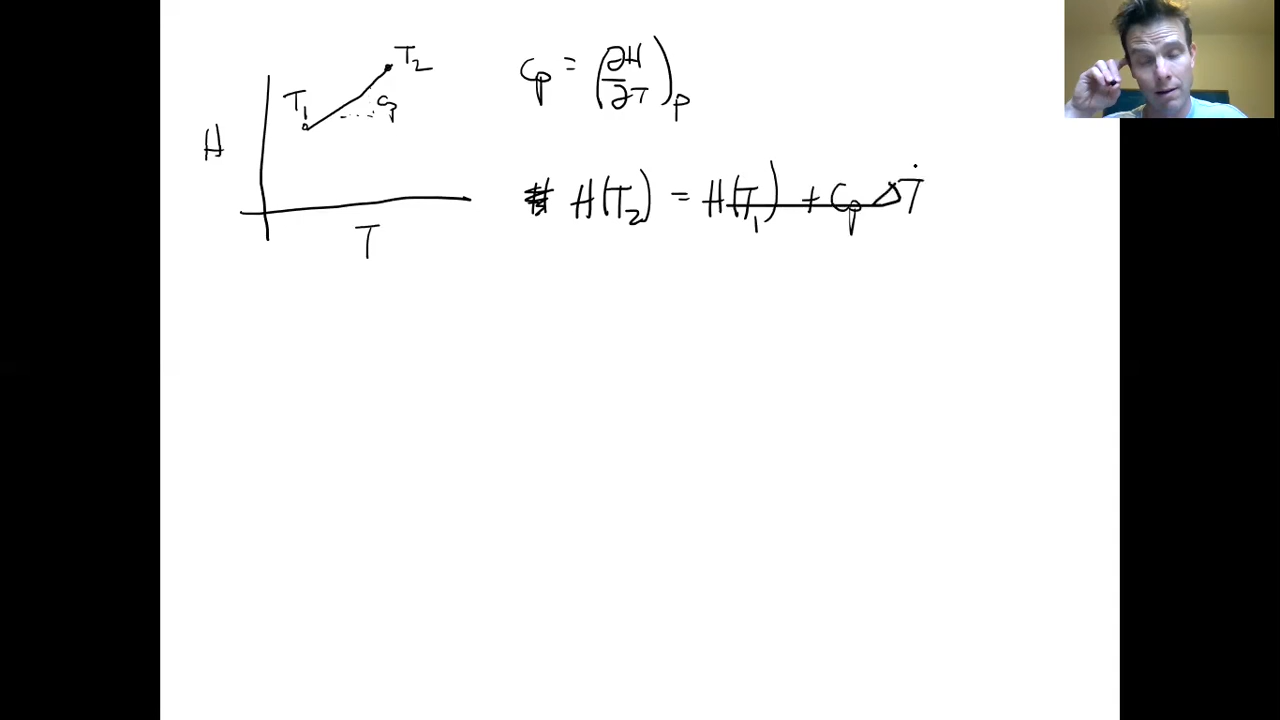 T₂
T₁
Cp
H
T
Cp = (∂H/∂T)p
H(T₂) = H(T₁) + Cp ΔT